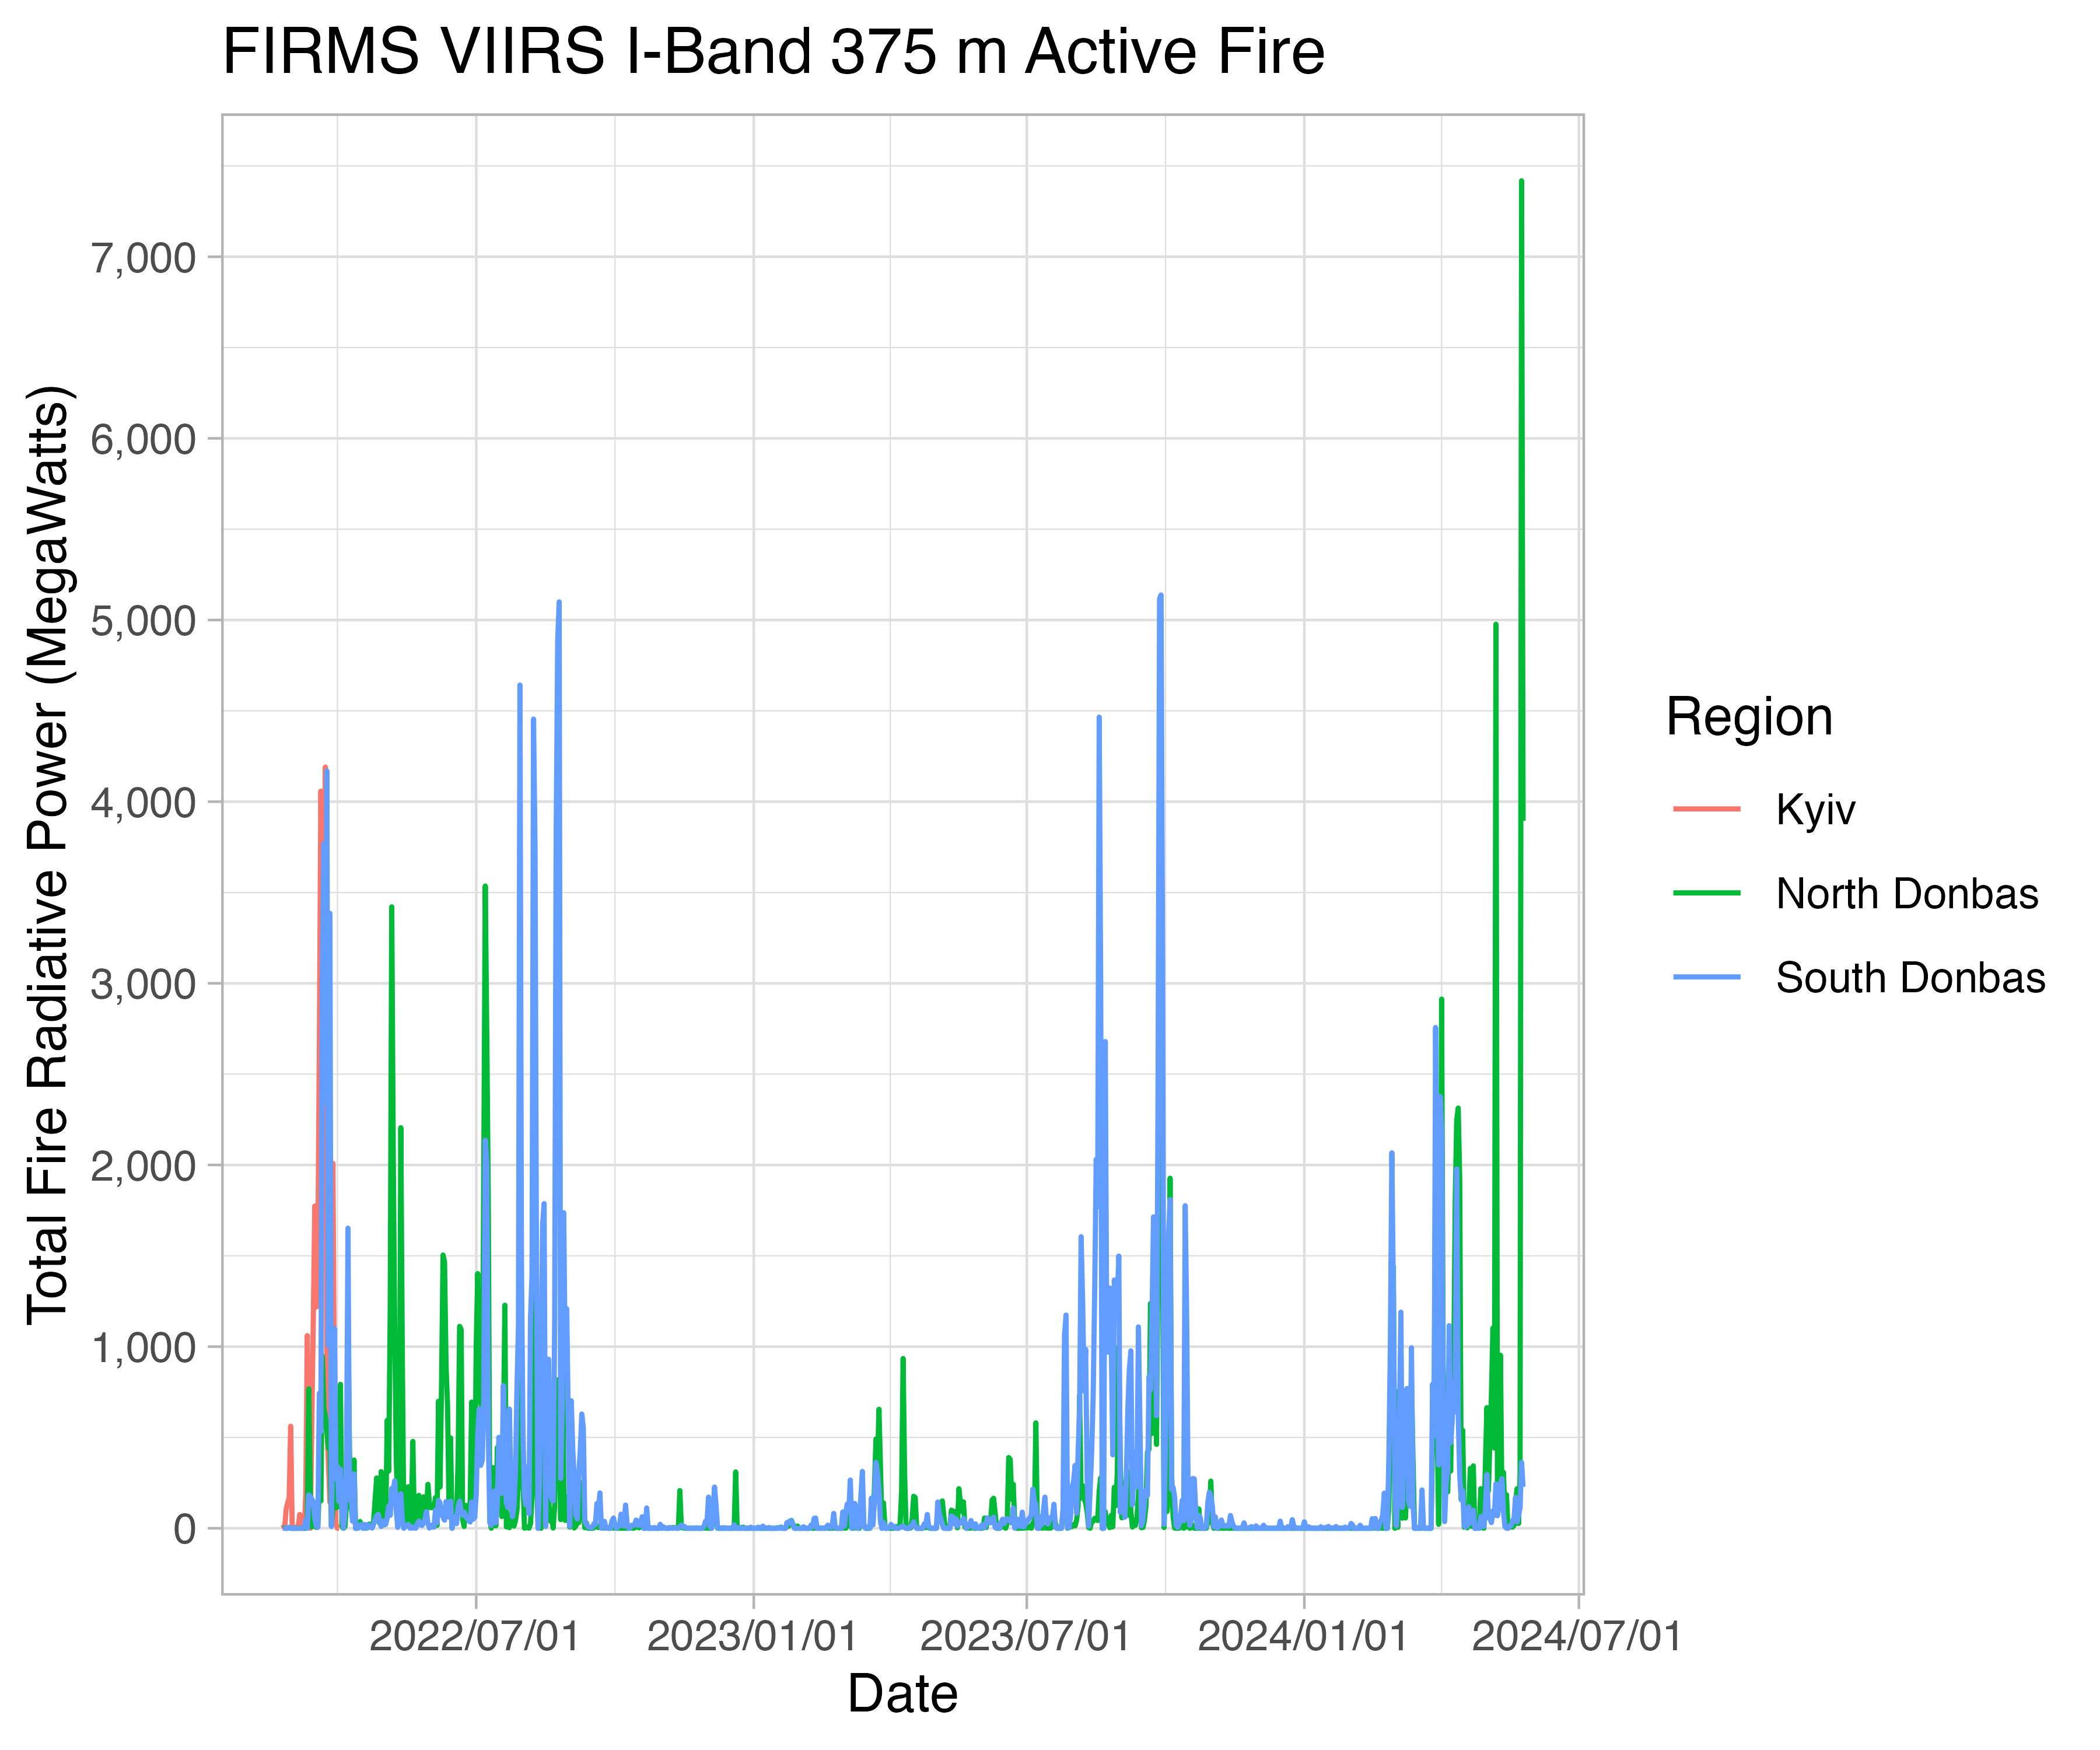 FIRMS VIIRS I-Band 375 m Active Fire
Total Fire Radiative Power (MegaWatts)
7,000
6,000
5,000
4,000
3,000
2,000
1,000
0
2022/07/01 2023/01/01 2023/07/01 2024/01/01 2024/07/01
Date
Region
Kyiv
North Donbas
South Donbas